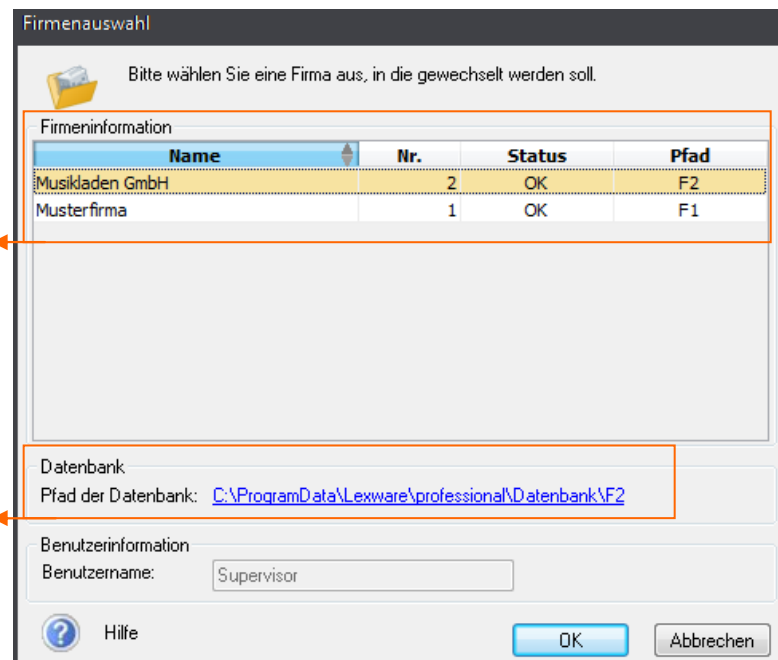 Firmenauswahl
Bitte wählen Sie eine Firma aus, in die gewechselt werden soll.
Firmeninformation
Name Nr. Status Pfad
Musikladen GmbH 2 OK F2
Musterfirma 1 OK F1
Datenbank
Pfad der Datenbank: C:\ProgramData\Lexware\professional\Datenbank\F2
Benutzerinformation
Benutzername: Supervisor
Hilfe OK Abbrechen